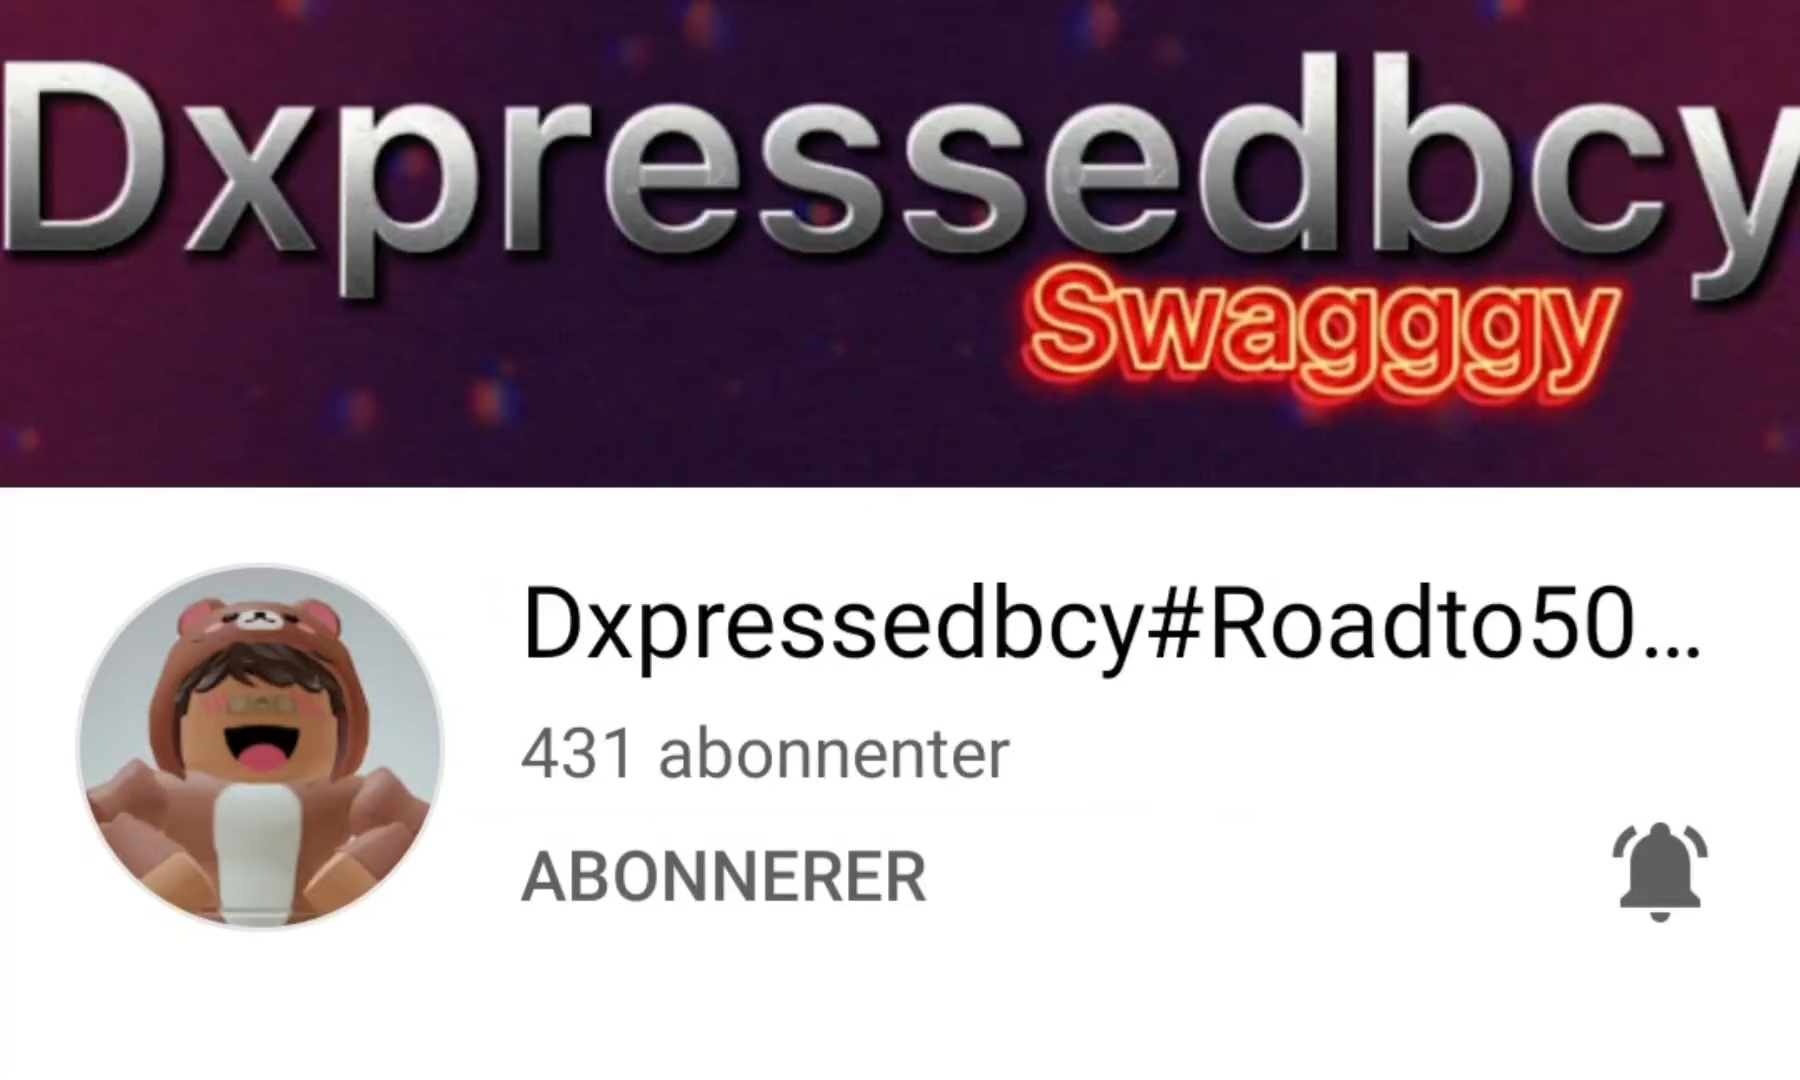 Dxpressedbcy
Swagggy
Dxpressedbcy#Roadto50...
431 abonnenter
ABONNERER